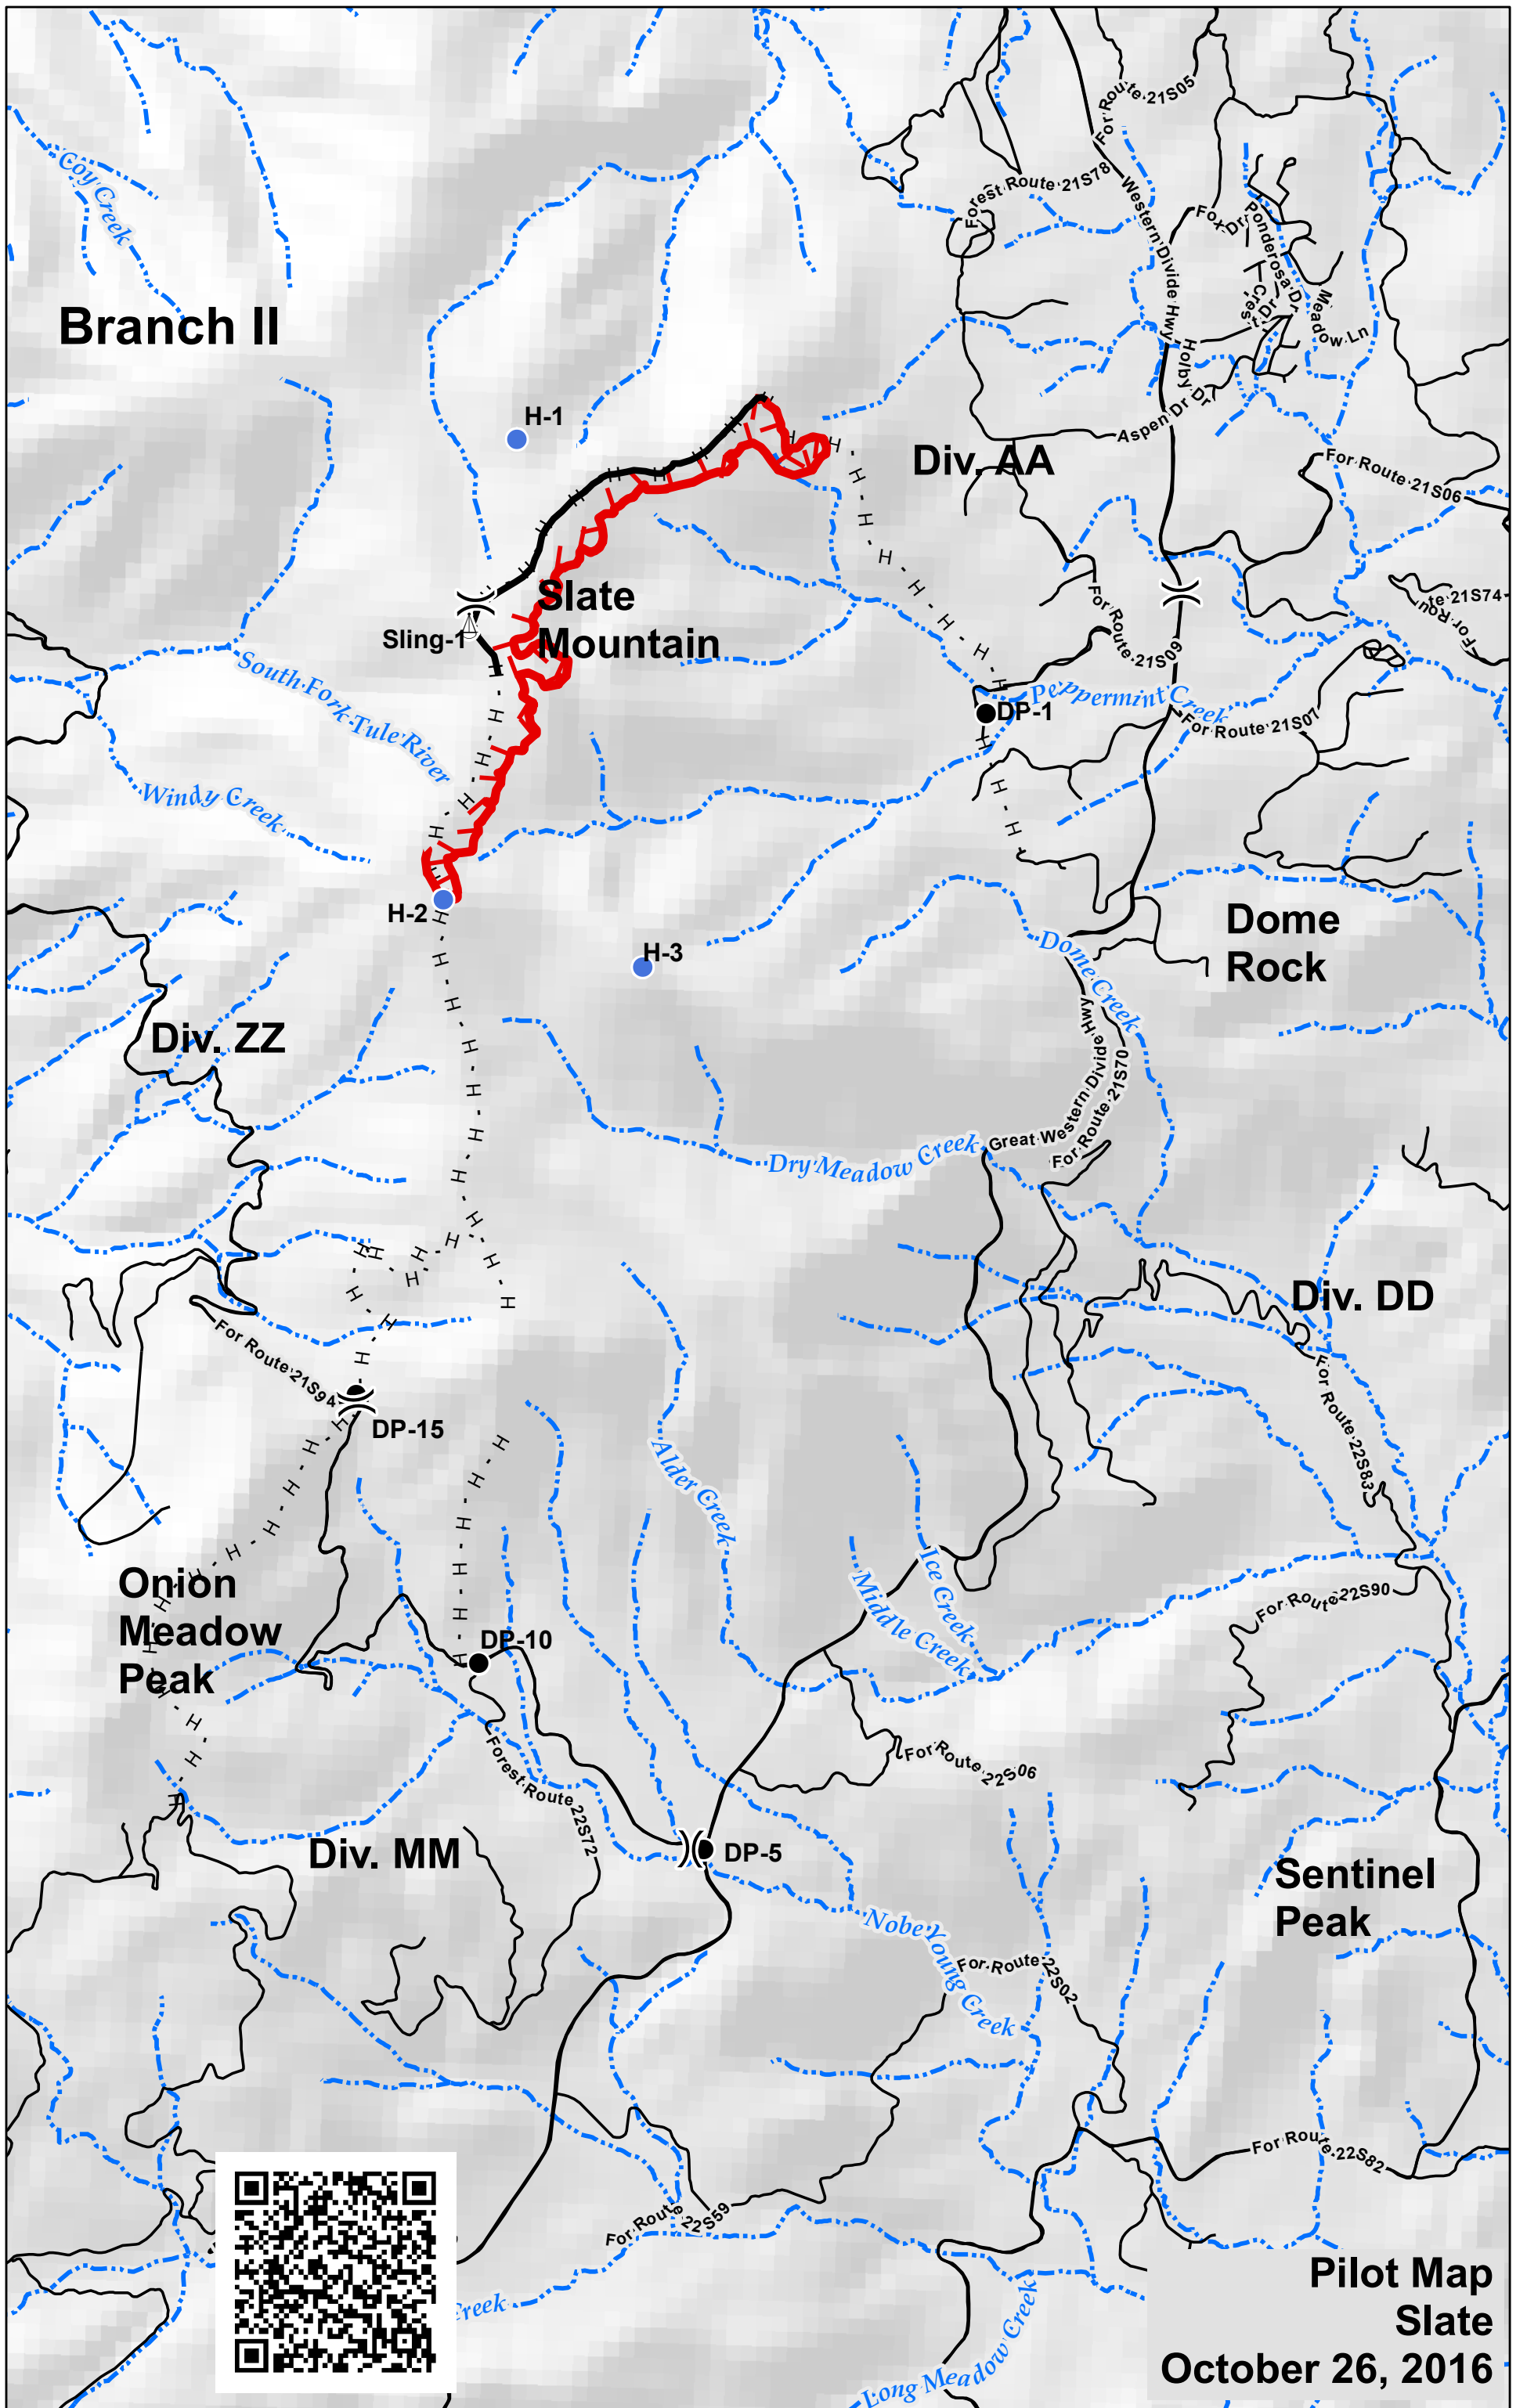 For Route 21S05
Coy Creek
Forest Route 21S78
Western Divide Hwy
Fox Dr
Ponderosa Dr
Crest Dr
Meadow Ln
Branch II
Holby Dr
Aspen Dr
H-1
Div. AA
For Route 21S06
Slate
Mountain
For Route 21S74
Sling-1
For Route 21S09
South Fork Tule River
Peppermint Creek
DP-1
For Route 21S07
Windy Creek
H-2
Dome
Rock
H-3
Dome Creek
Div. ZZ
Great Western Divide Hwy
For Route 21S70
Dry Meadow Creek
Div. DD
For Route 21S94
For Route 22S83
DP-15
Alder Creek
Ice Creek
Middle Creek
Onion
Meadow
Peak
For Route 22S90
DP-10
Forest Route 22S72
For Route 22S06
Div. MM
DP-5
Sentinel
Peak
Nobe Young Creek
For Route 22S02
For Route 22S82
For Route 22S59
Creek
Long Meadow Creek
Pilot Map
Slate
October 26, 2016